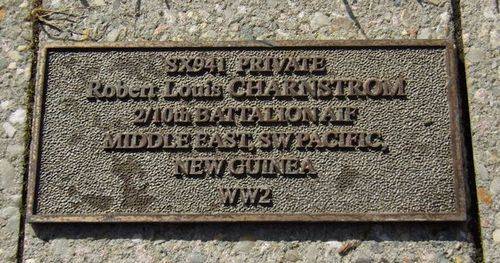 SX941 PRIVATE
Robert Louis CHARNSTROM
2/10th BATTALION AIF
MIDDLE EAST, SW PACIFIC,
NEW GUINEA
WW2